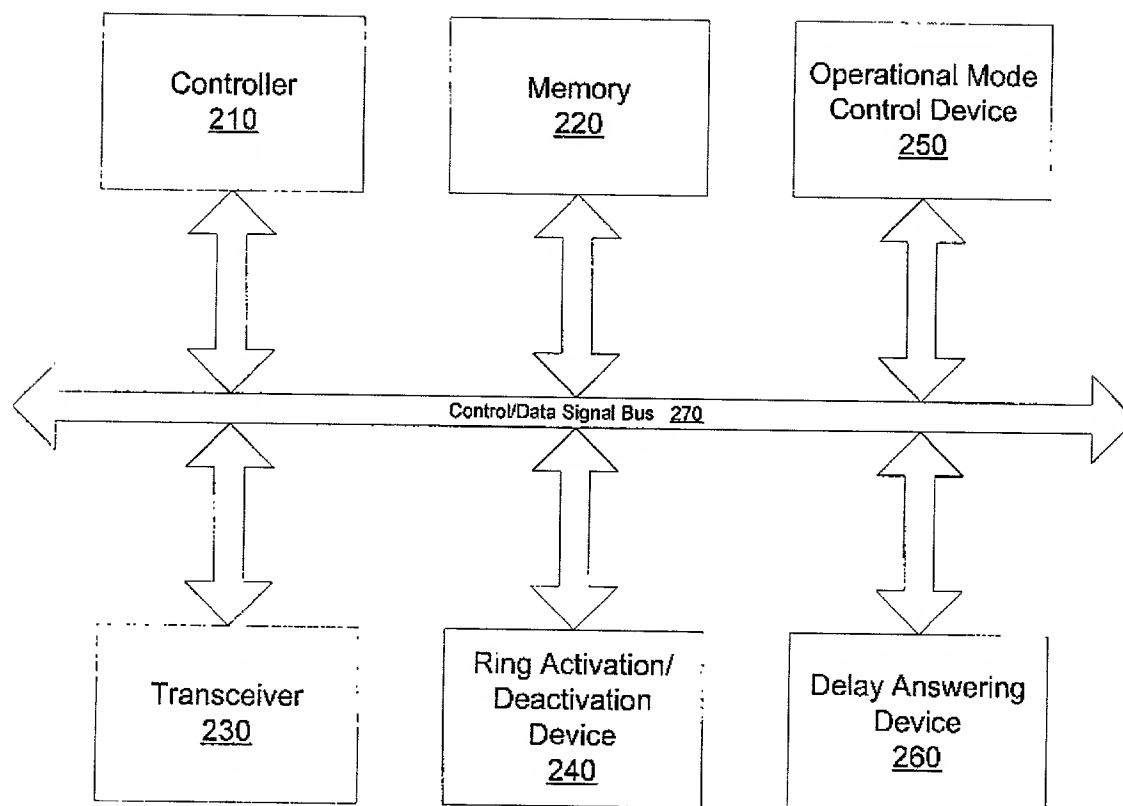 Controller
210
Memory
220
Operational Mode
Control Device
250
Control/Data Signal Bus 270
Transceiver
230
Ring Activation/
Deactivation
Device
240
Delay Answering
Device
260